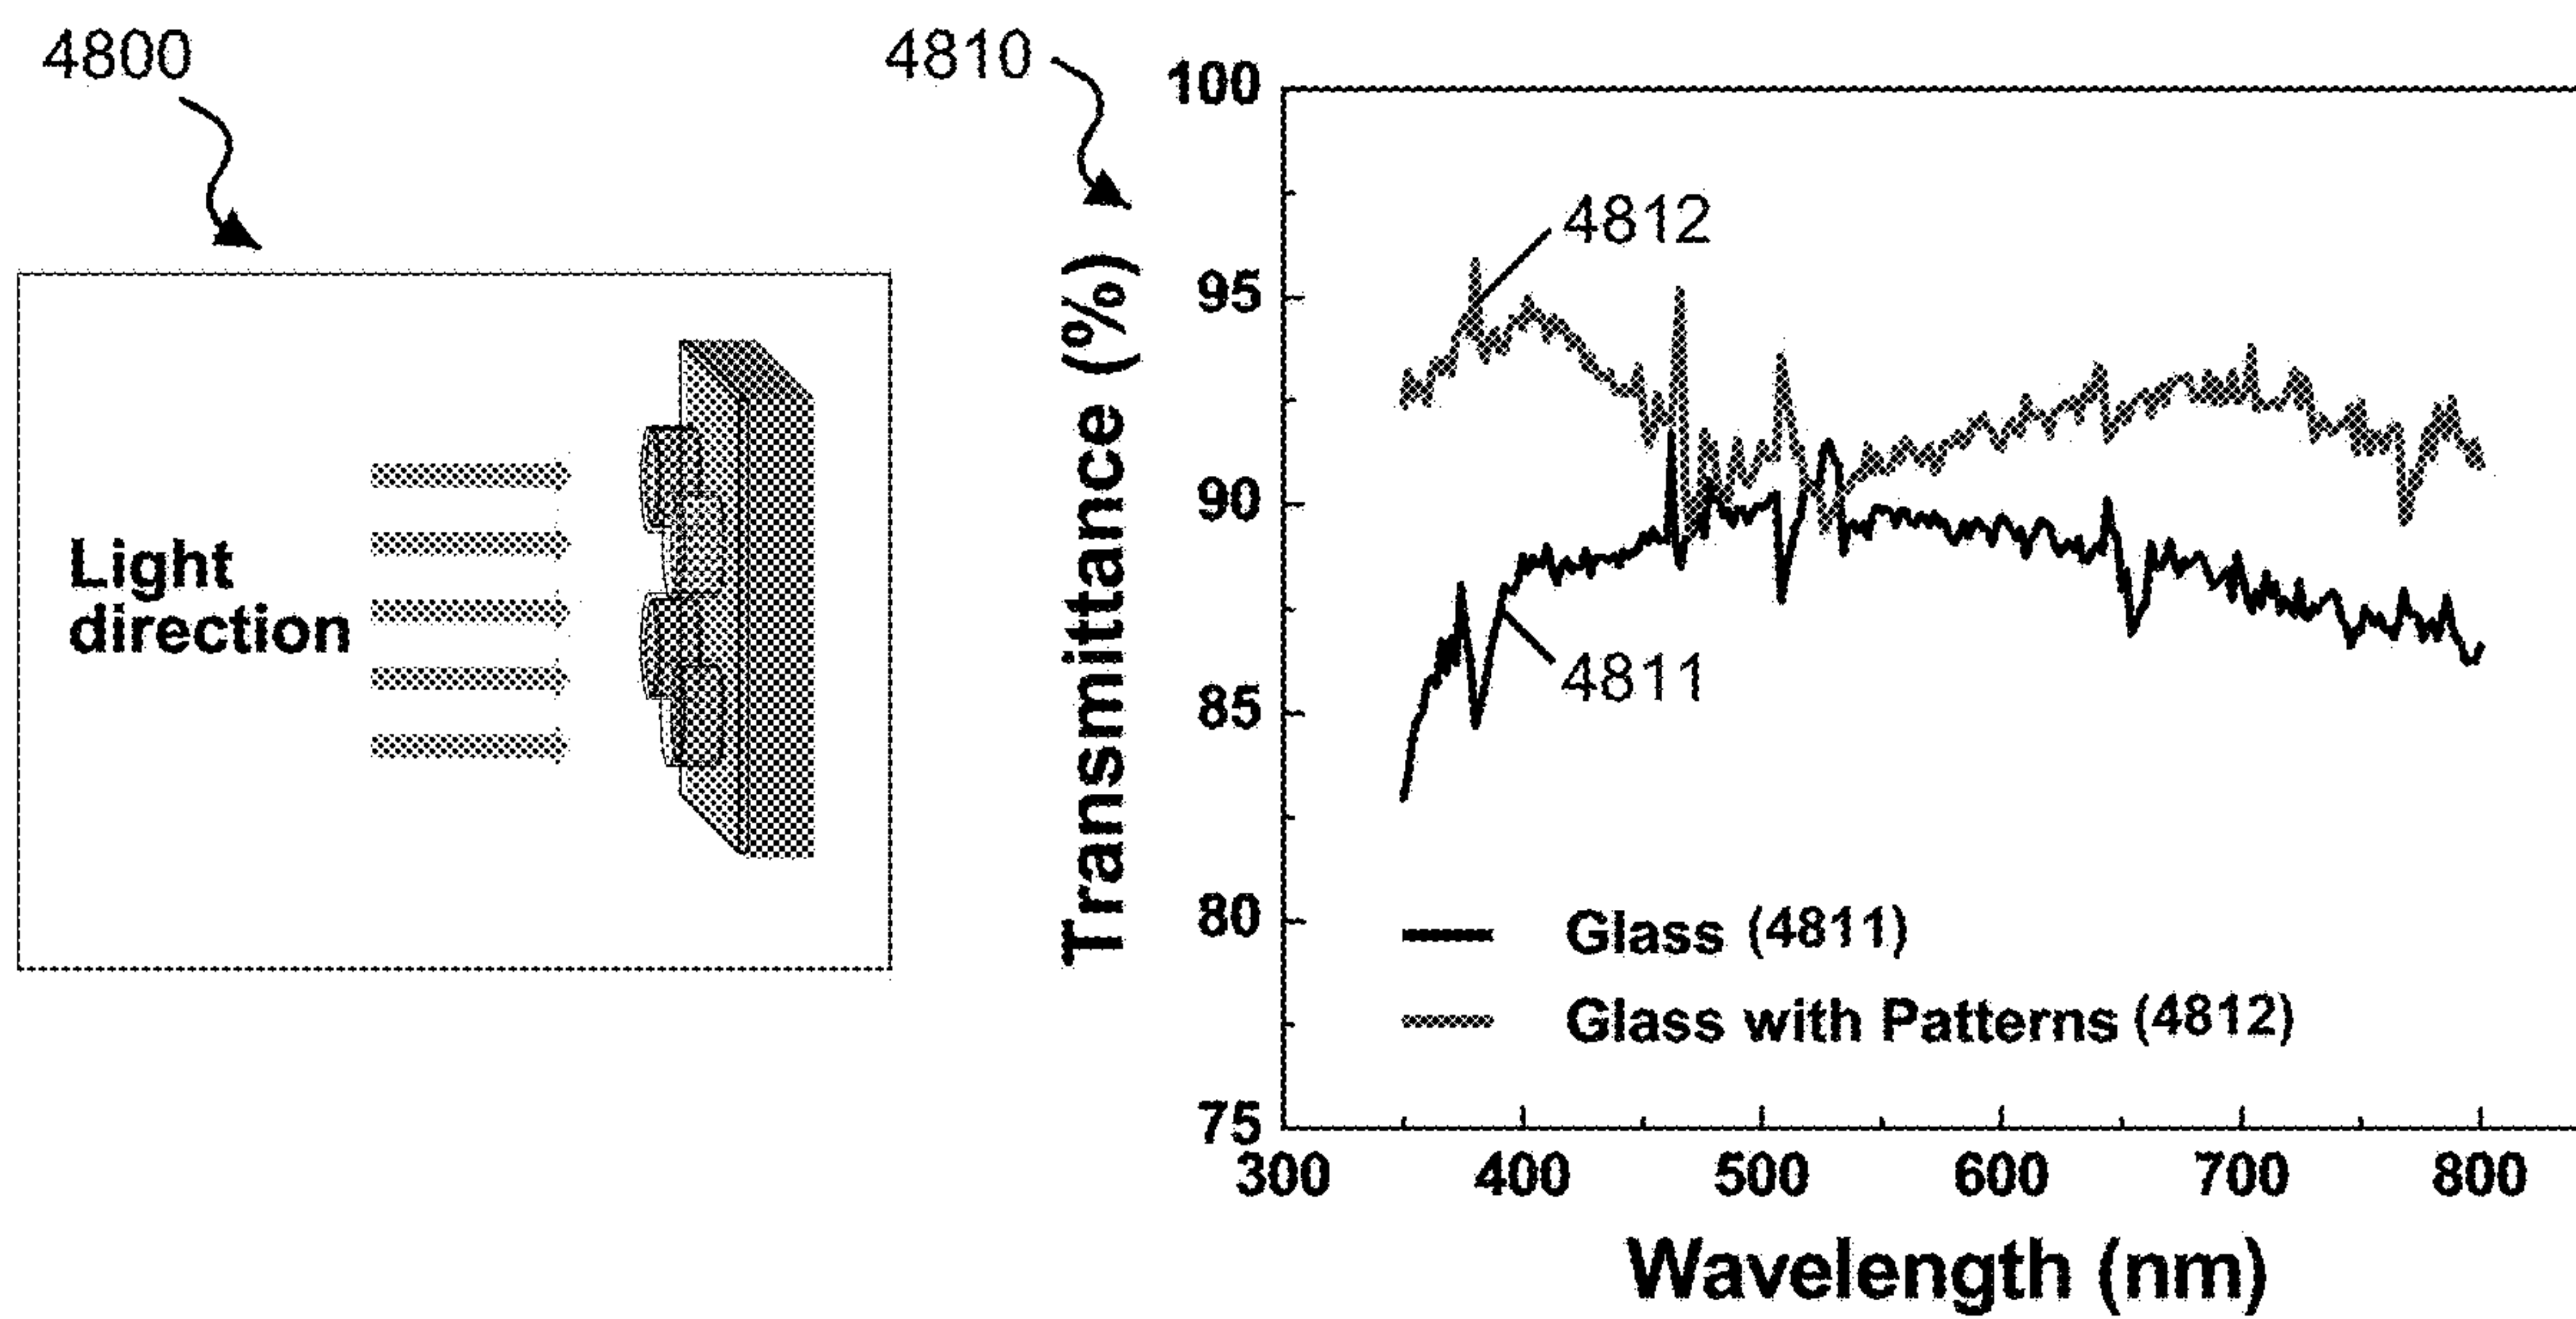 4800
Light
direction
4810
Transmittance (%)
100
95
90
85
80
75
4812
4811
Glass (4811)
Glass with Patterns (4812)
300 400 500 600 700 800
Wavelength (nm)